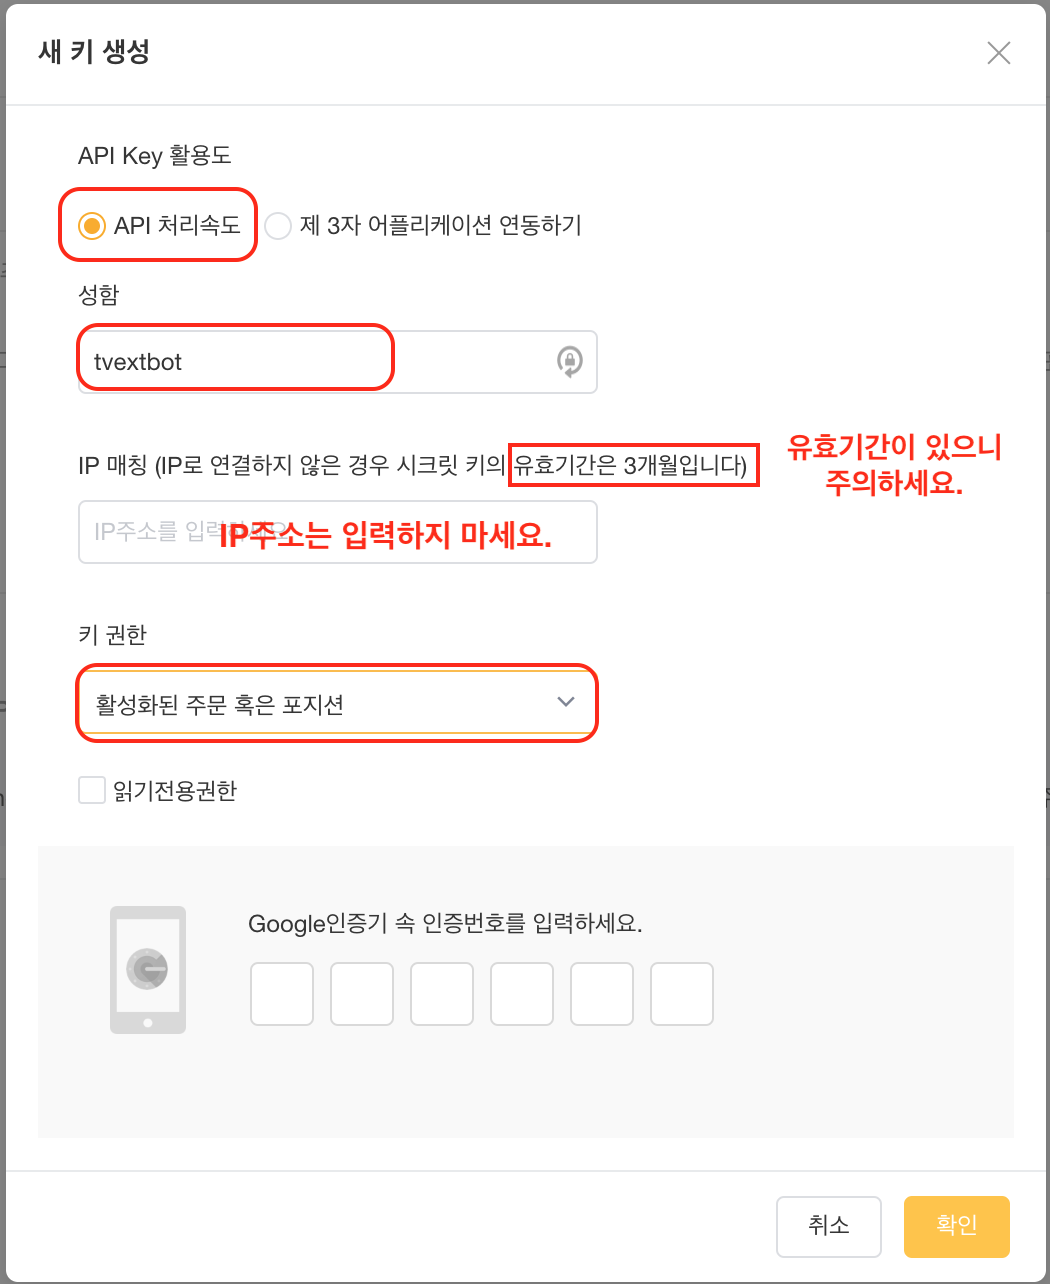 새 키 생성
API Key 활용도
API 처리속도
제 3자 어플리케이션 연동하기
성함
tvextbot
IP 매칭 (IP로 연결하지 않은 경우 시크릿 키의 유효기간은 3개월입니다)
유효기간이 있으니
주의하세요.
IP주소를 입력하세요
IP주소는 입력하지 마세요.
키 권한
활성화된 주문 혹은 포지션
읽기전용권한
Google인증기 속 인증번호를 입력하세요.
취소
확인